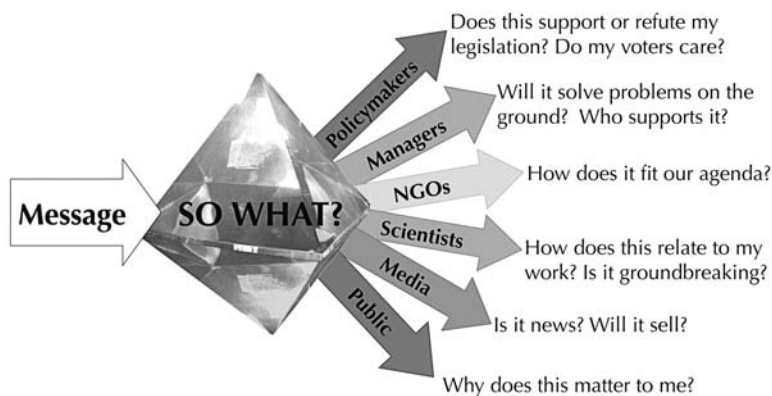 Message
SO WHAT?
Policymakers
Does this support or refute my
legislation? Do my voters care?
Managers
Will it solve problems on the
ground? Who supports it?
NGOs
How does it fit our agenda?
Scientists
How does this relate to my
work? Is it groundbreaking?
Media
Is it news? Will it sell?
Public
Why does this matter to me?